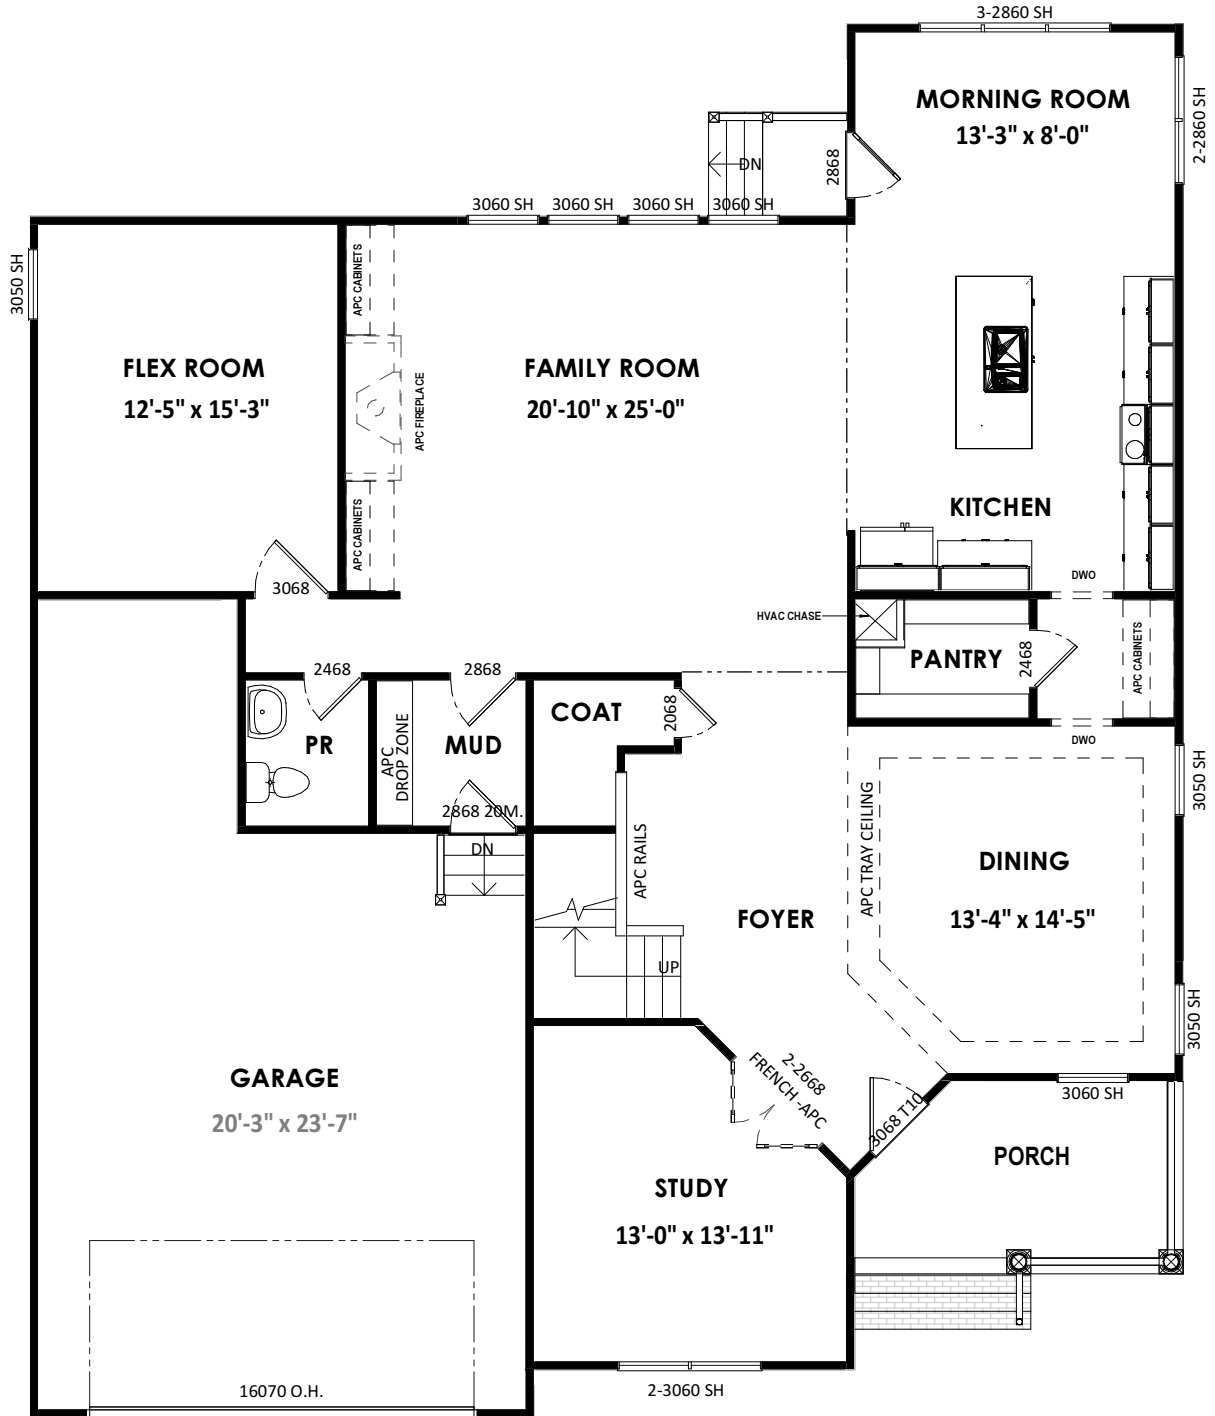 3-2860 SH
MORNING ROOM
13'-3" x 8'-0"
2-2860 SH
2868
DN
3060 SH
3060 SH
3060 SH
3060 SH
3050 SH
APC CABINETS
FLEX ROOM
12'-5" x 15'-3"
FAMILY ROOM
20'-10" x 25'-0"
APC FIREPLACE
APC CABINETS
KITCHEN
3068
DWO
HVAC CHASE
PANTRY
2468
APC CABINETS
2468
2868
COAT
2068
PR
APC
DROP ZONE
MUD
DWO
3050 SH
2868 20M.
DN
APC RAILS
APC TRAY CEILING
DINING
13'-4" x 14'-5"
FOYER
UP
3050 SH
GARAGE
20'-3" x 23'-7"
2-2668
FRENCH -APC
3068 T10
3060 SH
PORCH
STUDY
13'-0" x 13'-11"
16070 O.H.
2-3060 SH